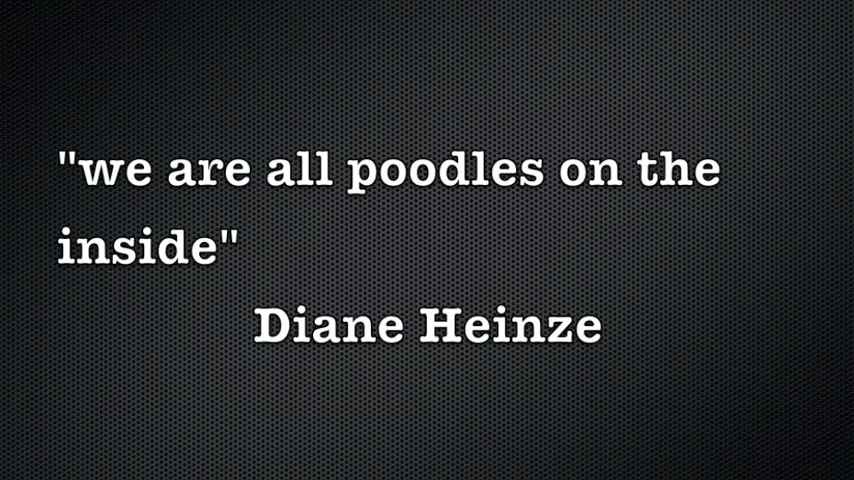 "we are all poodles on the
inside"
Diane Heinze